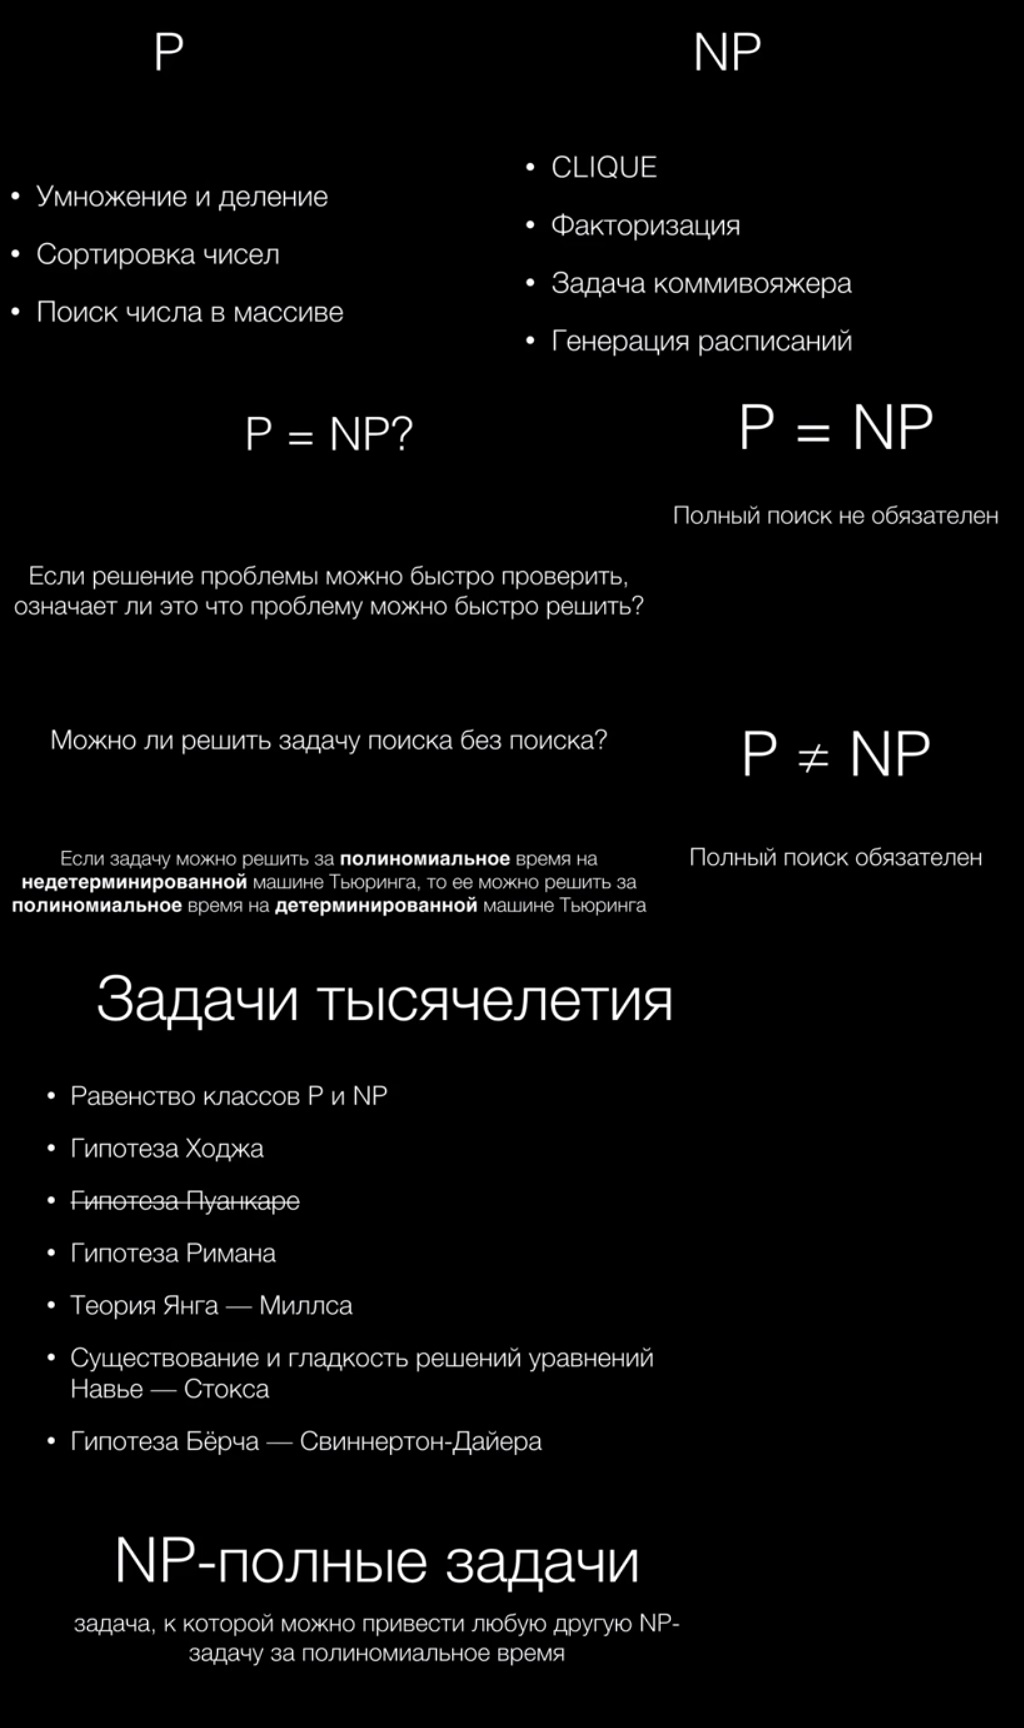 P
• Умножение и деление
• Сортировка чисел
• Поиск числа в массиве
NP
• CLIQUE
• Факторизация
• Задача коммивояжера
• Генерация расписаний
P = NP?
Если решение проблемы можно быстро проверить,
означает ли это что проблему можно быстро решить?
Можно ли решить задачу поиска без поиска?
Если задачу можно решить за полиномиальное время на
недетерминированной машине Тьюринга, то ее можно решить за
полиномиальное время на детерминированной машине Тьюринга
P = NP
Полный поиск не обязателен
P ≠ NP
Полный поиск обязателен
Задачи тысячелетия
• Равенство классов P и NP
• Гипотеза Ходжа
• Гипотеза Пуанкаре
• Гипотеза Римана
• Теория Янга — Миллса
• Существование и гладкость решений уравнений
Навье — Стокса
• Гипотеза Бёрча — Свиннертон-Дайера
NP-полные задачи
задача, к которой можно привести любую другую NP-
задачу за полиномиальное время